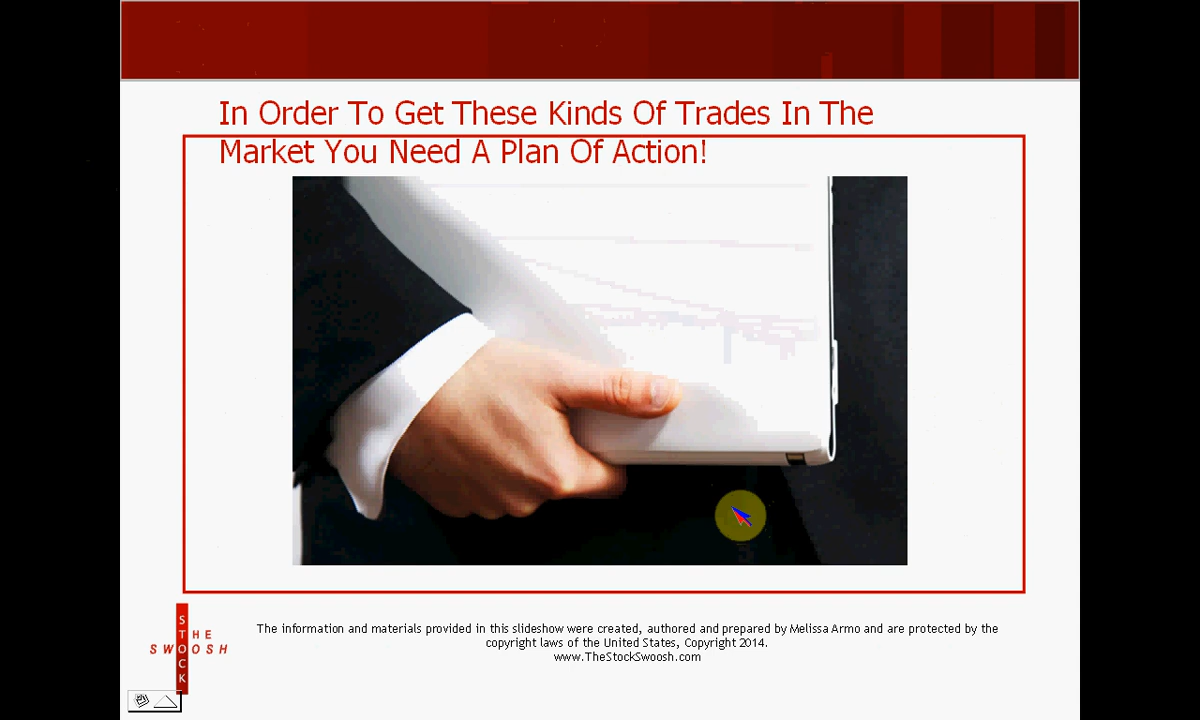 In Order To Get These Kinds Of Trades In The
Market You Need A Plan Of Action!
THE
STOCK
SWOOSH
The information and materials provided in this slideshow were created, authored and prepared by Melissa Armo and are protected by the
copyright laws of the United States, Copyright 2014.
www.TheStockSwoosh.com